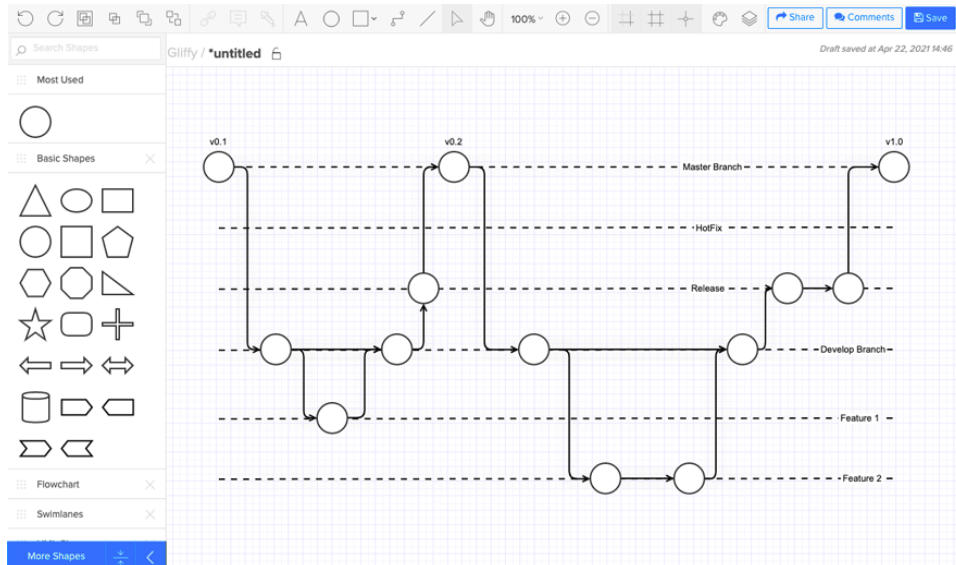 100%
Share
Comments
Save
Search Shapes
Gliffy / *untitled
Draft saved at Apr 22, 2021 14:46
Most Used
Basic Shapes
v0.1
v0.2
v1.0
Master Branch
HotFix
Release
Develop Branch
Feature 1
Feature 2
Flowchart
Swimlanes
More Shapes